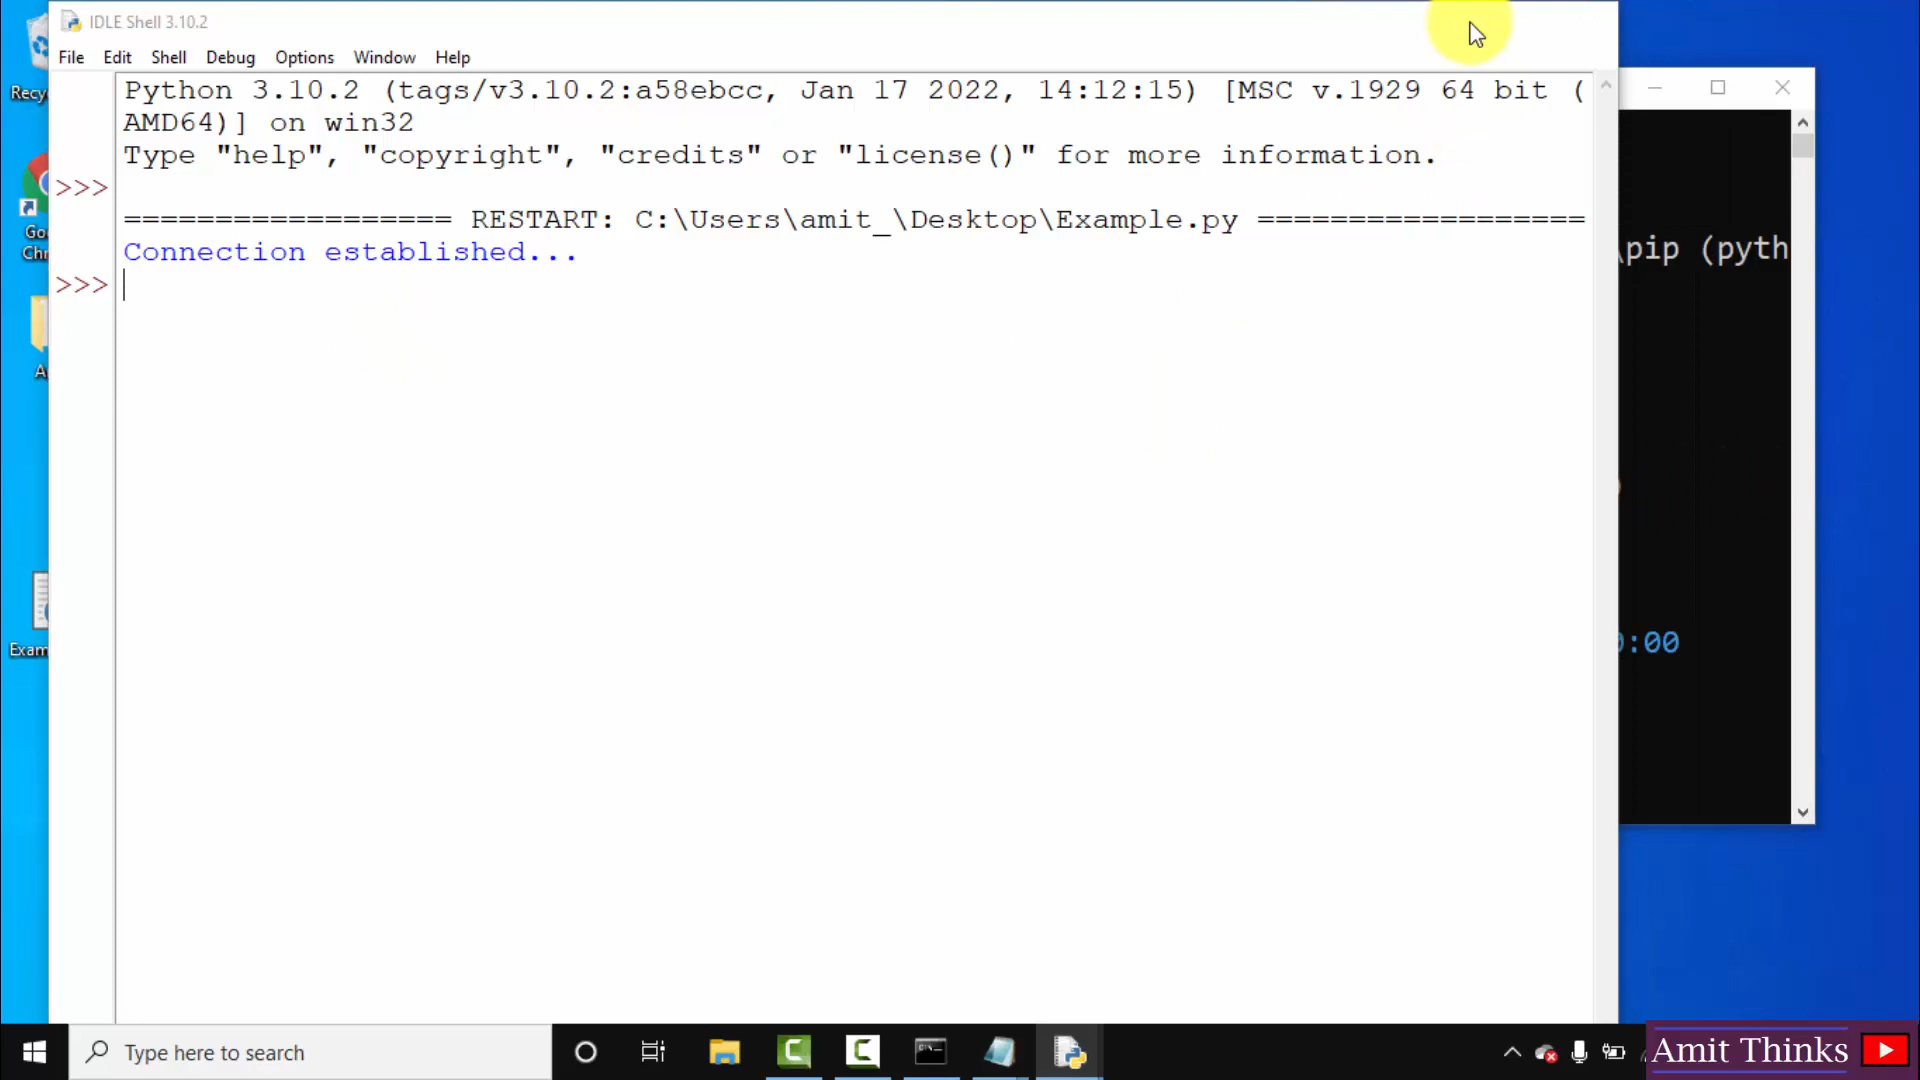 IDLE Shell 3.10.2
File Edit Shell Debug Options Window Help
Python 3.10.2 (tags/v3.10.2:a58ebcc, Jan 17 2022, 14:12:15) [MSC v.1929 64 bit (
AMD64)] on win32
Type "help", "copyright", "credits" or "license()" for more information.
>>>
================== RESTART: C:\Users\amit_\Desktop\Example.py ==================
Connection established...
>>>
\pip (pyth
:00
Type here to search
Amit Thinks